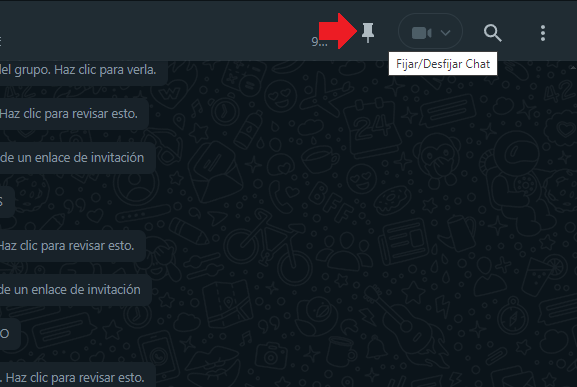 E
9...
Fijar/Desfijar Chat
del grupo. Haz clic para verla.
Haz clic para revisar esto.
de un enlace de invitación
S
Haz clic para revisar esto.
de un enlace de invitación
O
. Haz clic para revisar esto.